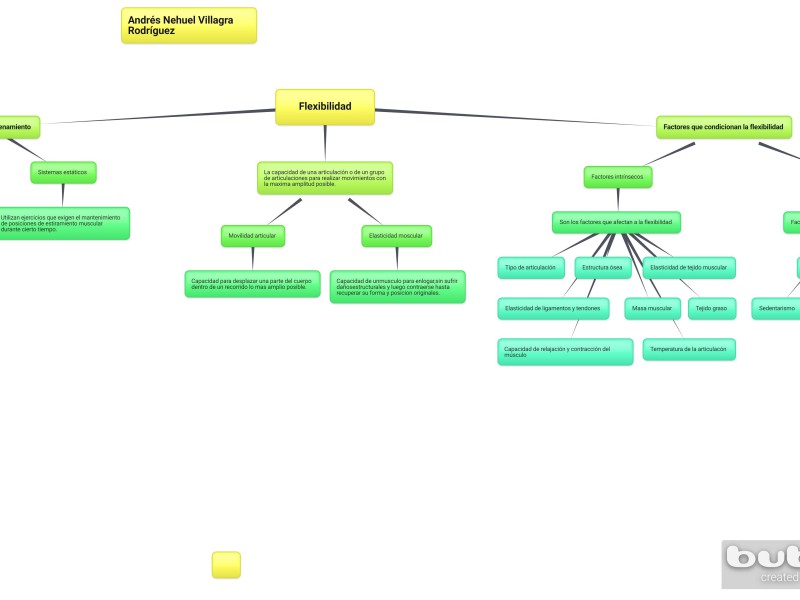 Andrés Nehuel Villagra
Rodríguez
Flexibilidad
enamiento
Factores que condicionan la flexibilidad
Sistemas estáticos
La capacidad de una articulación o de un grupo
de articulaciones para realizar movimientos con
la maxima amplitud posible.
Factores intrínsecos
Utilizan ejercicios que exigen el mantenimiento
de posiciones de estiramiento muscular
durante cierto tiempo.
Son los factores que afectan a la flexibilidad
Fac
Movilidad articular
Elasticidad moscular
Tipo de articulación
Estructura ósea
Elasticidad de tejido muscular
Capacidad para desplazar una parte del cuerpo
dentro de un recorrido lo mas amplio posible.
Capacidad de unmusculo para enlogar,sin sufrir
dañosestructurales y luego contraerse hasta
recuperar su forma y posicion originales.
Elasticidad de ligamentos y tendones
Masa muscular
Tejido graso
Sedentarismo
Capacidad de relajación y contracción del
músculo
Temperatura de la articulación
bub
created